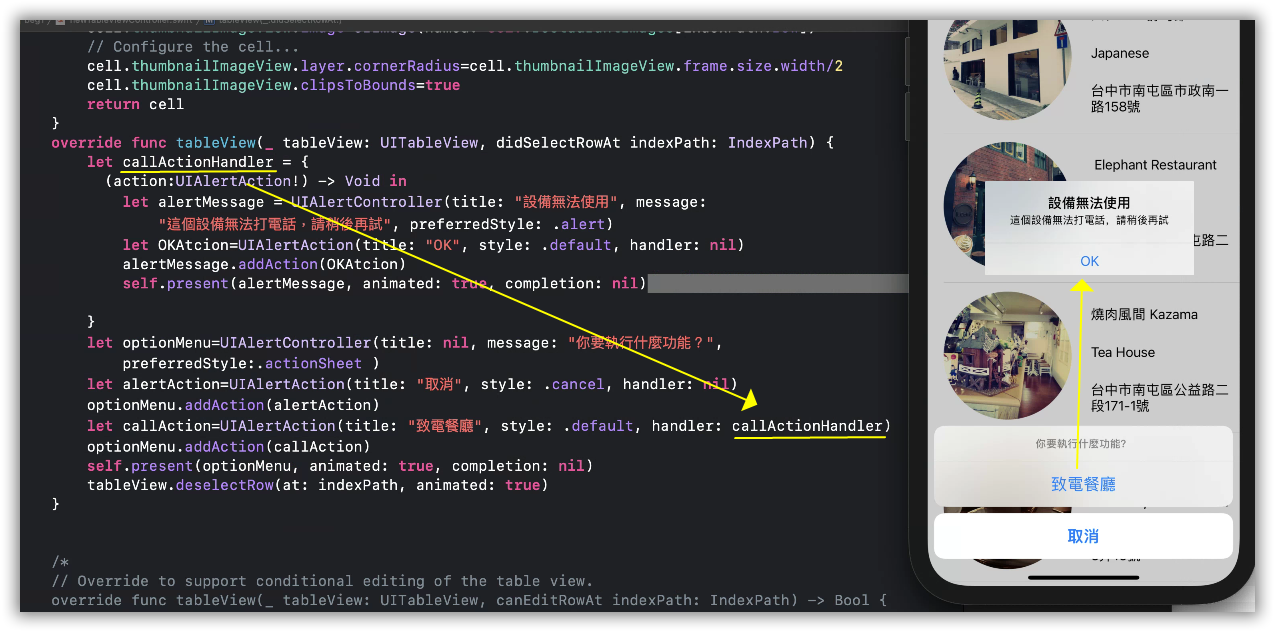 newTableViewController.swift
tableView(_:didSelectRowAt:)
// Configure the cell...
cell.thumbnailImageView.layer.cornerRadius=cell.thumbnailImageView.frame.size.width/2
cell.thumbnailImageView.clipsToBounds=true
return cell
}
override func tableView(_ tableView: UITableView, didSelectRowAt indexPath: IndexPath) {
let callActionHandler = {
(action:UIAlertAction!) -> Void in
let alertMessage = UIAlertController(title: "設備無法使用", message:
"這個設備無法打電話，請稍後再試", preferredStyle: .alert)
let OKAtcion=UIAlertAction(title: "OK", style: .default, handler: nil)
alertMessage.addAction(OKAtcion)
self.present(alertMessage, animated: true, completion: nil)
}
let optionMenu=UIAlertController(title: nil, message: "你要執行什麼功能？",
preferredStyle:.actionSheet )
let alertAction=UIAlertAction(title: "取消", style: .cancel, handler: nil)
optionMenu.addAction(alertAction)
let callAction=UIAlertAction(title: "致電餐廳", style: .default, handler: callActionHandler)
optionMenu.addAction(callAction)
self.present(optionMenu, animated: true, completion: nil)
tableView.deselectRow(at: indexPath, animated: true)
}
/*
// Override to support conditional editing of the table view.
override func tableView(_ tableView: UITableView, canEditRowAt indexPath: IndexPath) -> Bool {
Japanese
台中市南屯區市政南一
路158號
Elephant Restaurant
設備無法使用
這個設備無法打電話，請稍後再試
屯路二
OK
燒肉風間 Kazama
Tea House
台中市南屯區公益路二
段171-1號
你要執行什麼功能?
致電餐廳
取消